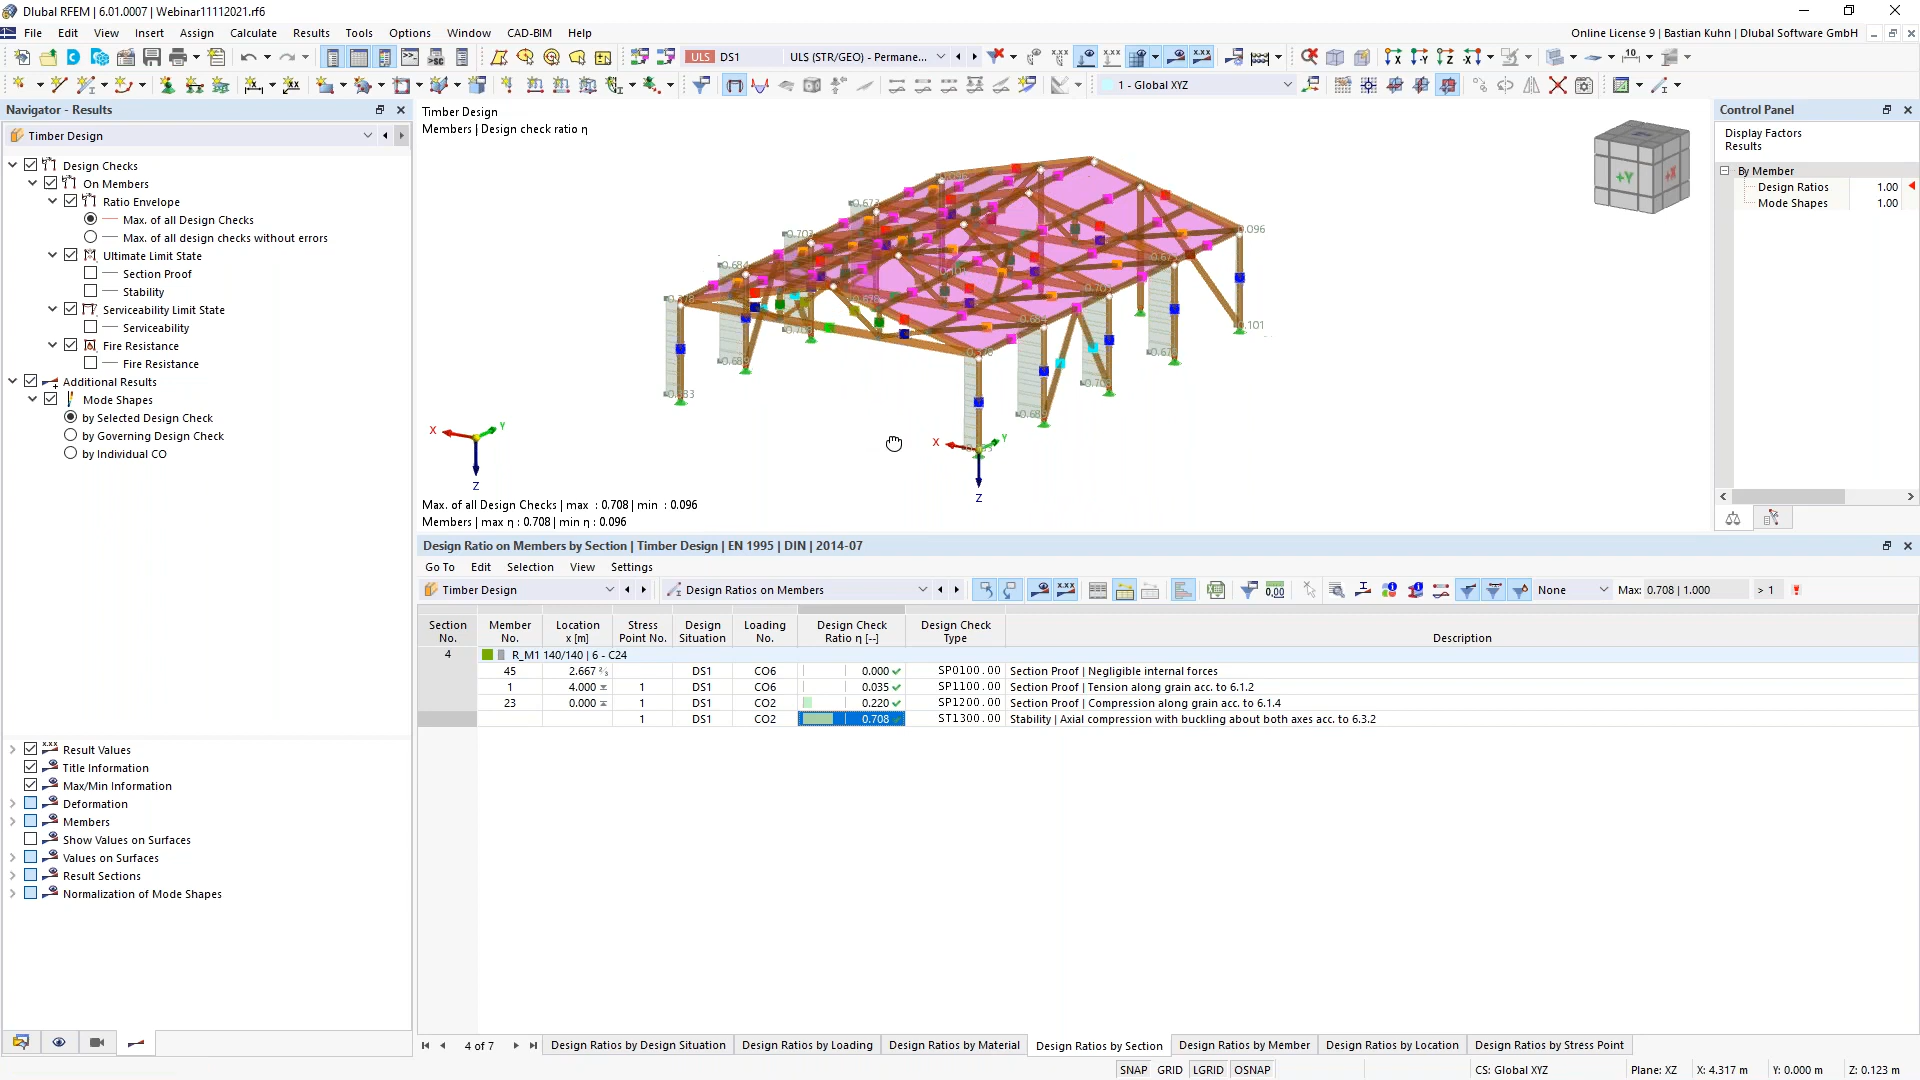 Dlubal RFEM | 6.01.0007 | Webinar11112021.rf6
File Edit View Insert Assign Calculate Results Tools Options Window CAD-BIM Help
Online License 9 | Bastian Kuhn | Dlubal Software GmbH
ULS DS1 ULS (STR/GEO) - Permane...
1 - Global XYZ
Navigator - Results
Timber Design
Design Checks
On Members
Ratio Envelope
Max. of all Design Checks
Max. of all design checks without errors
Ultimate Limit State
Section Proof
Stability
Serviceability Limit State
Serviceability
Fire Resistance
Fire Resistance
Additional Results
Mode Shapes
by Selected Design Check
by Governing Design Check
by Individual CO
Result Values
Title Information
Max/Min Information
Deformation
Members
Show Values on Surfaces
Values on Surfaces
Result Sections
Normalization of Mode Shapes
Timber Design
Members | Design check ratio η
0.096
0.101
X Y Z
X Y Z
+Y +X
Max. of all Design Checks | max : 0.708 | min : 0.096
Members | max η : 0.708 | min η : 0.096
Control Panel
Display Factors
Results
By Member
Design Ratios 1.00
Mode Shapes 1.00
Design Ratio on Members by Section | Timber Design | EN 1995 | DIN | 2014-07
Go To Edit Selection View Settings
Timber Design Design Ratios on Members None Max: 0.708 | 1.000 > 1
Section No. Member No. Location x [m] Stress Point No. Design Situation Loading No. Design Check Ratio η [--] Design Check Type Description
4 R_M1 140/140 | 6 - C24
45 2.667 DS1 CO6 0.000 SP0100.00 Section Proof | Negligible internal forces
1 4.000 1 DS1 CO6 0.035 SP1100.00 Section Proof | Tension along grain acc. to 6.1.2
23 0.000 1 DS1 CO2 0.220 SP1200.00 Section Proof | Compression along grain acc. to 6.1.4
1 DS1 CO2 0.708 ST1300.00 Stability | Axial compression with buckling about both axes acc. to 6.3.2
4 of 7 Design Ratios by Design Situation Design Ratios by Loading Design Ratios by Material Design Ratios by Section Design Ratios by Member Design Ratios by Location Design Ratios by Stress Point
SNAP GRID LGRID OSNAP CS: Global XYZ Plane: XZ X: 4.317 m Y: 0.000 m Z: 0.123 m